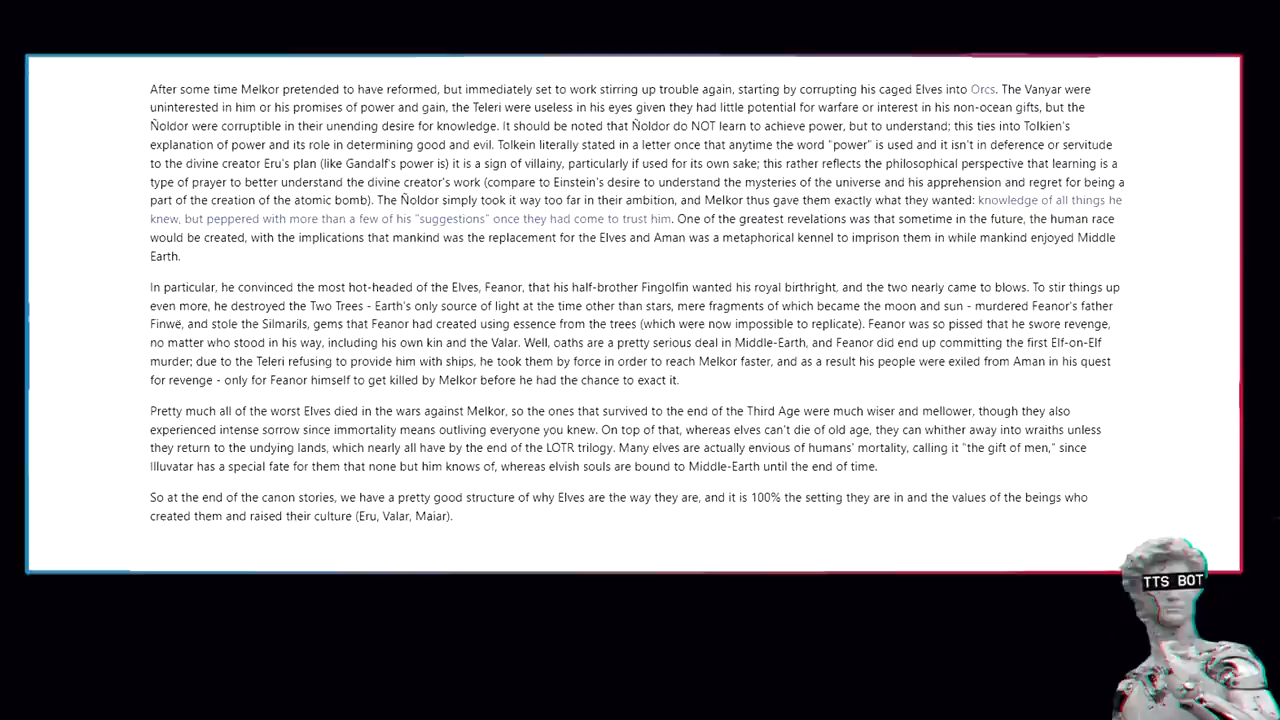 After some time Melkor pretended to have reformed, but immediately set to work stirring up trouble again, starting by corrupting his caged Elves into Orcs. The Vanyar were
uninterested in him or his promises of power and gain, the Teleri were useless in his eyes given they had little potential for warfare or interest in his non-ocean gifts, but the
Ñoldor were corruptible in their unending desire for knowledge. It should be noted that Ñoldor do NOT learn to achieve power, but to understand; this ties into Tolkien's
explanation of power and its role in determining good and evil. Tolkein literally stated in a letter once that anytime the word "power" is used and it isn't in deference or servitude
to the divine creator Eru's plan (like Gandalf's power is) it is a sign of villainy, particularly if used for its own sake; this rather reflects the philosophical perspective that learning is a
type of prayer to better understand the divine creator's work (compare to Einstein's desire to understand the mysteries of the universe and his apprehension and regret for being a
part of the creation of the atomic bomb). The Ñoldor simply took it way too far in their ambition, and Melkor thus gave them exactly what they wanted: knowledge of all things he
knew, but peppered with more than a few of his "suggestions" once they had come to trust him. One of the greatest revelations was that sometime in the future, the human race
would be created, with the implications that mankind was the replacement for the Elves and Aman was a metaphorical kennel to imprison them in while mankind enjoyed Middle
Earth.
In particular, he convinced the most hot-headed of the Elves, Feanor, that his half-brother Fingolfin wanted his royal birthright, and the two nearly came to blows. To stir things up
even more, he destroyed the Two Trees - Earth's only source of light at the time other than stars, mere fragments of which became the moon and sun - murdered Feanor's father
Finwë, and stole the Silmarils, gems that Feanor had created using essence from the trees (which were now impossible to replicate). Feanor was so pissed that he swore revenge,
no matter who stood in his way, including his own kin and the Valar. Well, oaths are a pretty serious deal in Middle-Earth, and Feanor did end up committing the first Elf-on-Elf
murder; due to the Teleri refusing to provide him with ships, he took them by force in order to reach Melkor faster, and as a result his people were exiled from Aman in his quest
for revenge - only for Feanor himself to get killed by Melkor before he had the chance to exact it.
Pretty much all of the worst Elves died in the wars against Melkor, so the ones that survived to the end of the Third Age were much wiser and mellower, though they also
experienced intense sorrow since immortality means outliving everyone you knew. On top of that, whereas elves can't die of old age, they can whither away into wraiths unless
they return to the undying lands, which nearly all have by the end of the LOTR trilogy. Many elves are actually envious of humans' mortality, calling it "the gift of men," since
Illuvatar has a special fate for them that none but him knows of, whereas elvish souls are bound to Middle-Earth until the end of time.
So at the end of the canon stories, we have a pretty good structure of why Elves are the way they are, and it is 100% the setting they are in and the values of the beings who
created them and raised their culture (Eru, Valar, Maiar).
TTS BOT